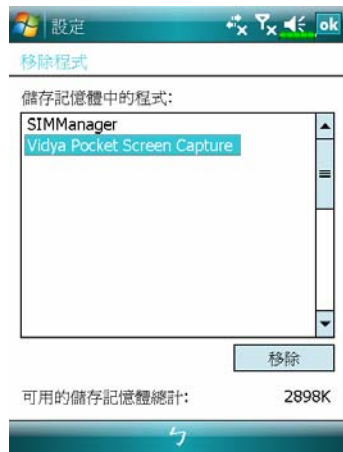 設定 ok
移除程式
儲存記憶體中的程式:
SIMManager
Vidya Pocket Screen Capture
移除
可用的儲存記憶體總計: 2898K
ㄅ